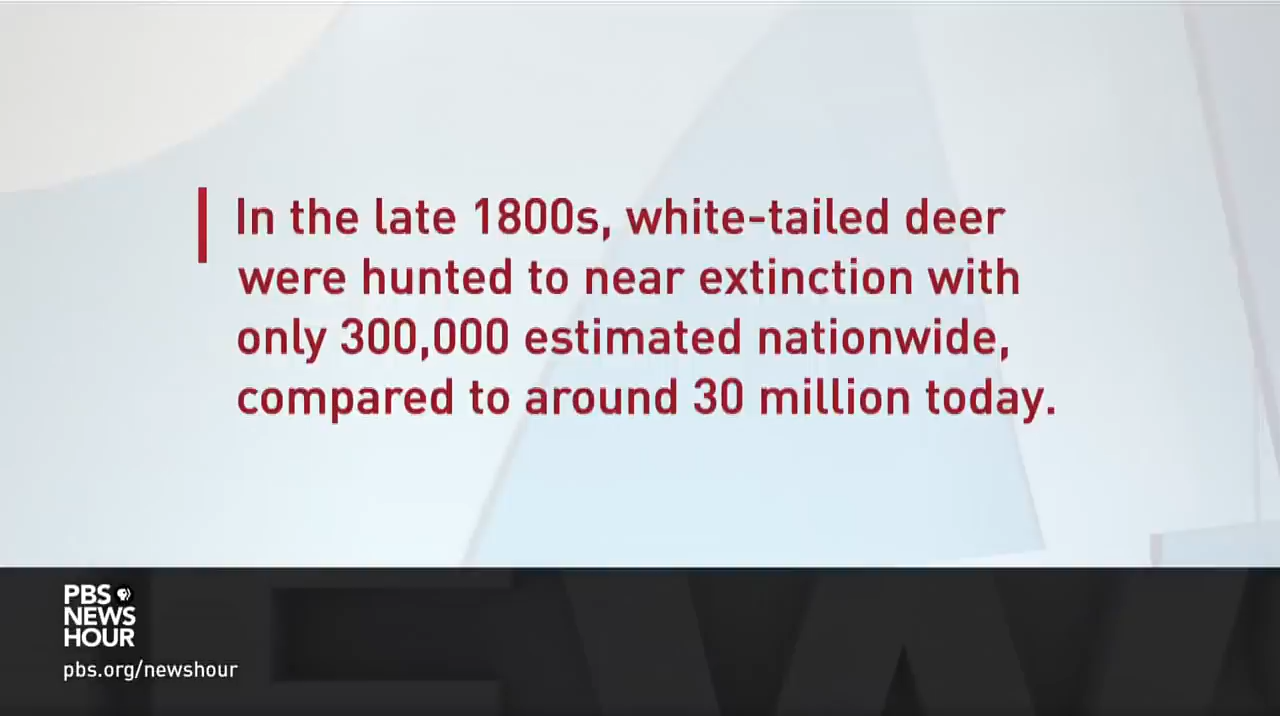 In the late 1800s, white-tailed deer
were hunted to near extinction with
only 300,000 estimated nationwide,
compared to around 30 million today.
PBS
NEWS
HOUR
pbs.org/newshour